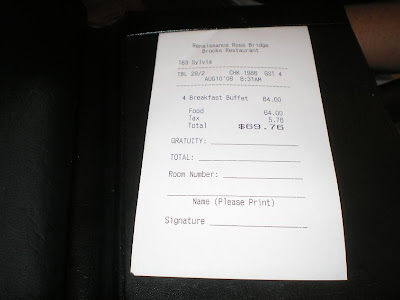 Renaissance Ross Bridge
Brocks Restaurant
163 Sylvia
TBL 28/2 CHK 1986 GST 4
AUG10'08 8:31AM
4 Breakfast Buffet 64.00
Food 64.00
Tax 5.76
Total $69.76
GRATUITY:
TOTAL:
Room Number:
Name (Please Print)
Signature